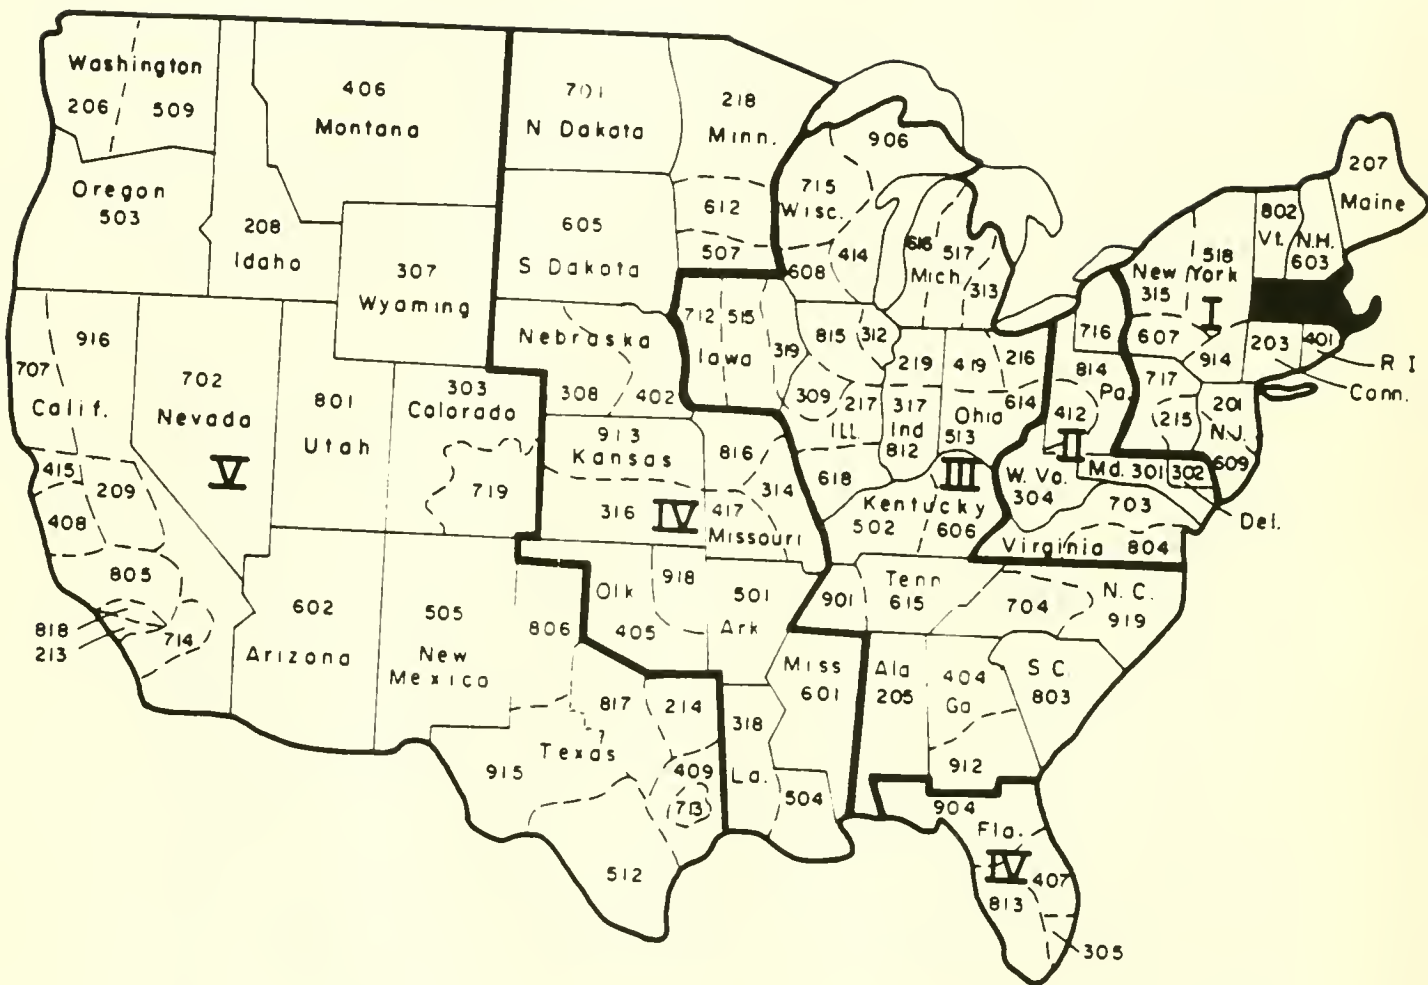 Washington
206 509
Oregon
503
406
Montana
208
Idaho
307
Wyoming
701
N Dakota
218
Minn.
605
S Dakota
612
507
906
715
Wisc.
414
608
616
517
Mich
313
207
Maine
802
Vt.
N.H.
603
518
New York
315
I
607
914
203
401
R I
Conn.
716
916
707
Calif.
702
Nevada
V
801
Utah
303
Colorado
719
Nebraska
308
402
712
515
Iawa
319
815
312
309
217
ILL.
618
219
317
Ind
812
419
216
Ohio
614
513
III
814
Pa.
412
II
717
215
201
N.J.
609
Md. 301
302
Del.
W. Va.
304
703
Virginia
804
Kentucky
502
606
913
Kansas
316
IV
816
314
417
Missouri
415
209
408
805
818
213
714
602
Arizona
505
New
Mexico
806
Olk
405
918
501
Ark
901
Tenn
615
704
N. C.
919
Miss
601
Ala
205
404
Ga
912
S C
803
817
214
?
Texas
915
409
713
512
318
La.
504
904
Fla.
IV
407
813
305